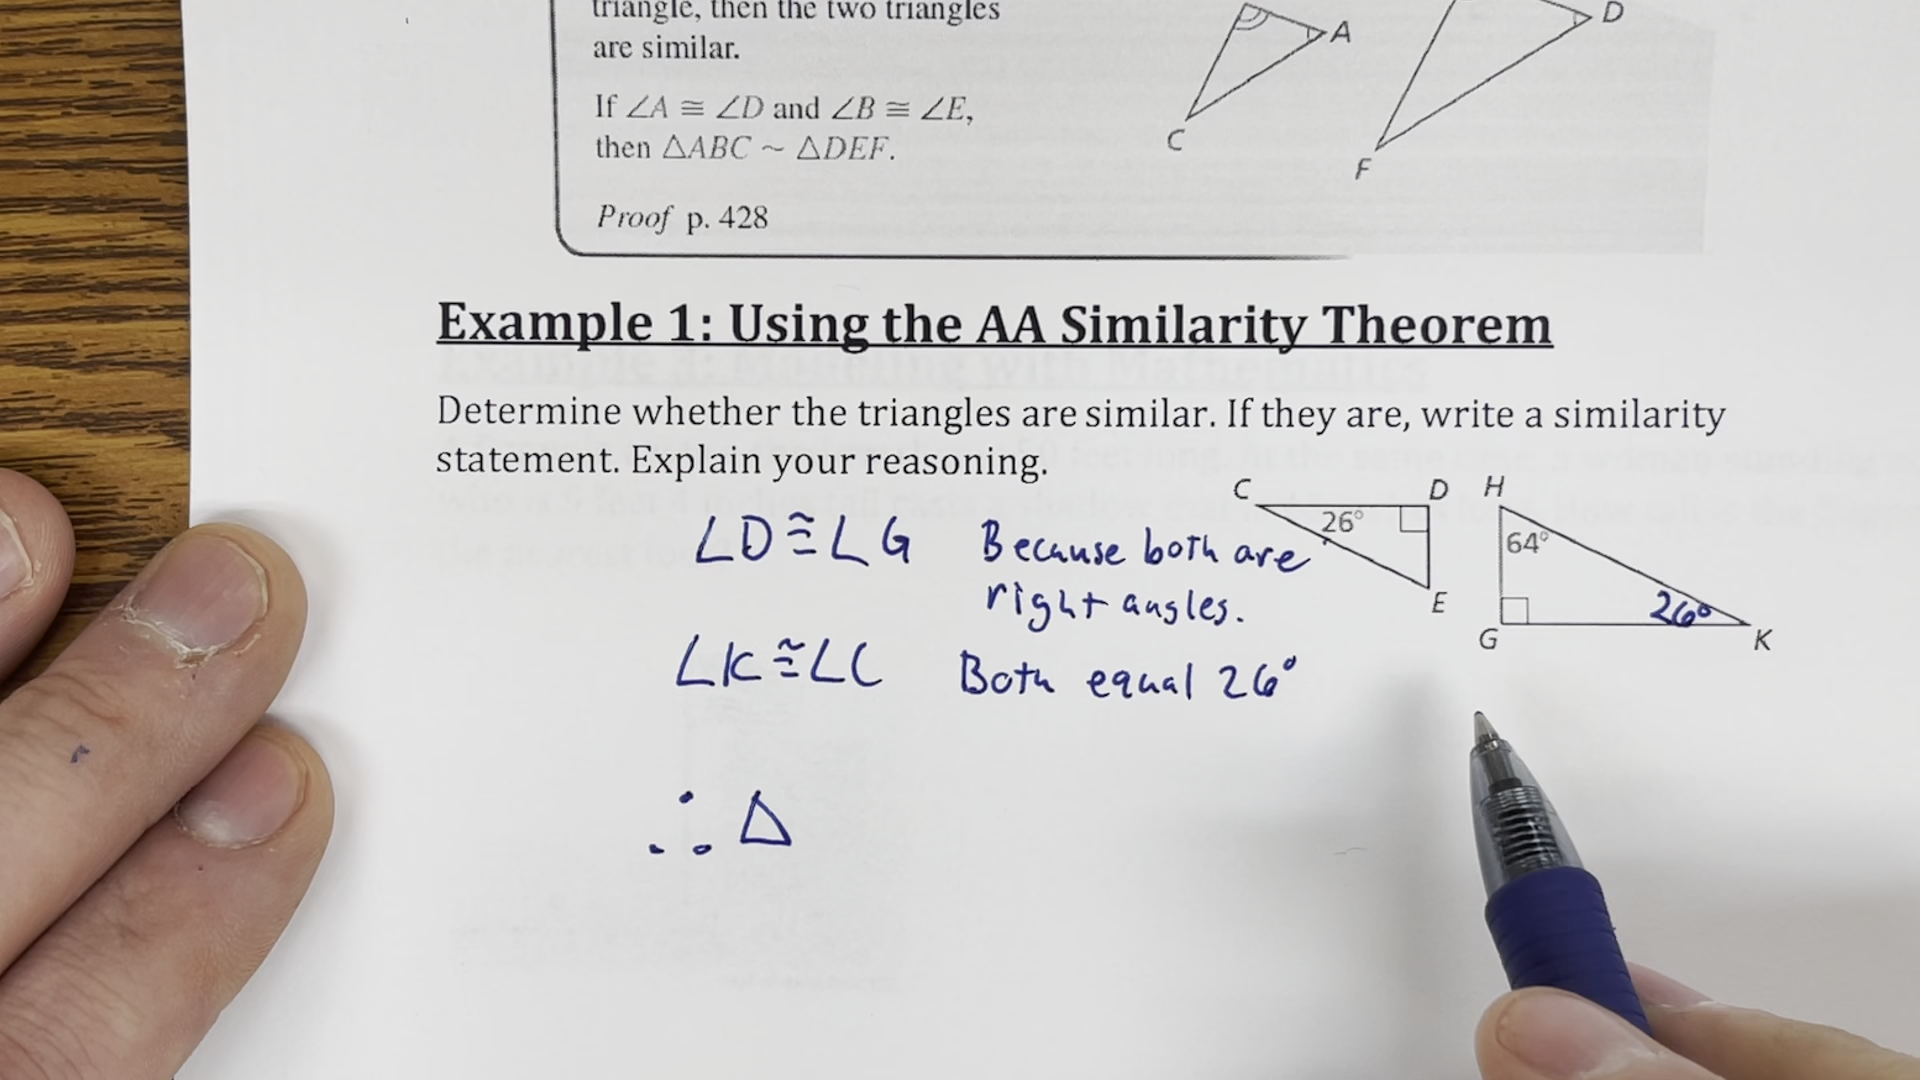 triangle, then the two triangles
are similar.
If ∠A ≅ ∠D and ∠B ≅ ∠E,
then △ABC ~ △DEF.
Proof p. 428
A
C
D
F
Example 1: Using the AA Similarity Theorem
Determine whether the triangles are similar. If they are, write a similarity
statement. Explain your reasoning.
C D H
26° 64°
E
26°
G K
∠D ≅ ∠G Because both are
right angles.
∠K ≅ ∠C Both equal 26°
∴ △